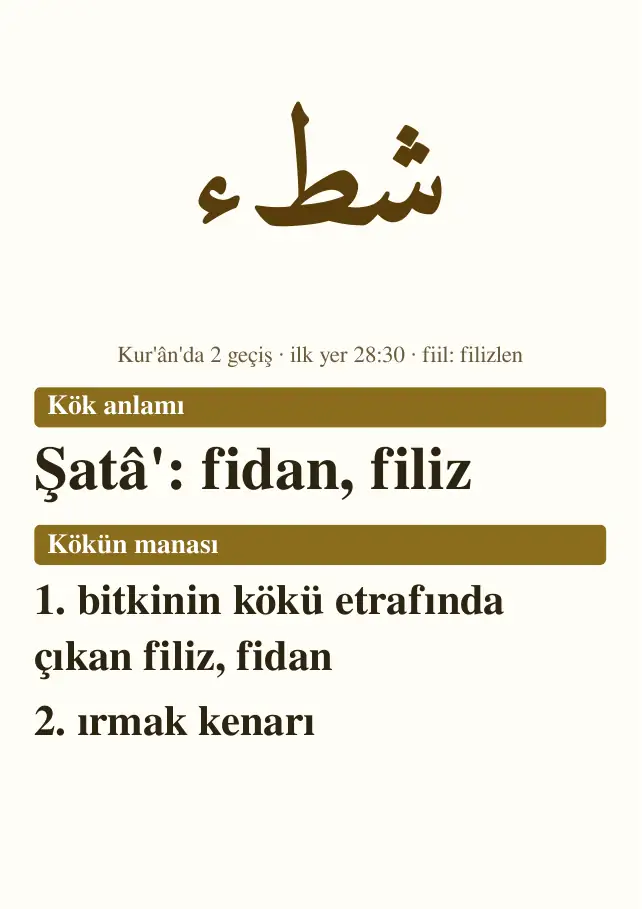 شطء
Kur'ân'da 2 geçiş · ilk yer 28:30 · fiil: filizlen
Kök anlamı
Şatâ': fidan, filiz
Kökün manası
1. bitkinin kökü etrafında
çıkan filiz, fidan
2. ırmak kenarı